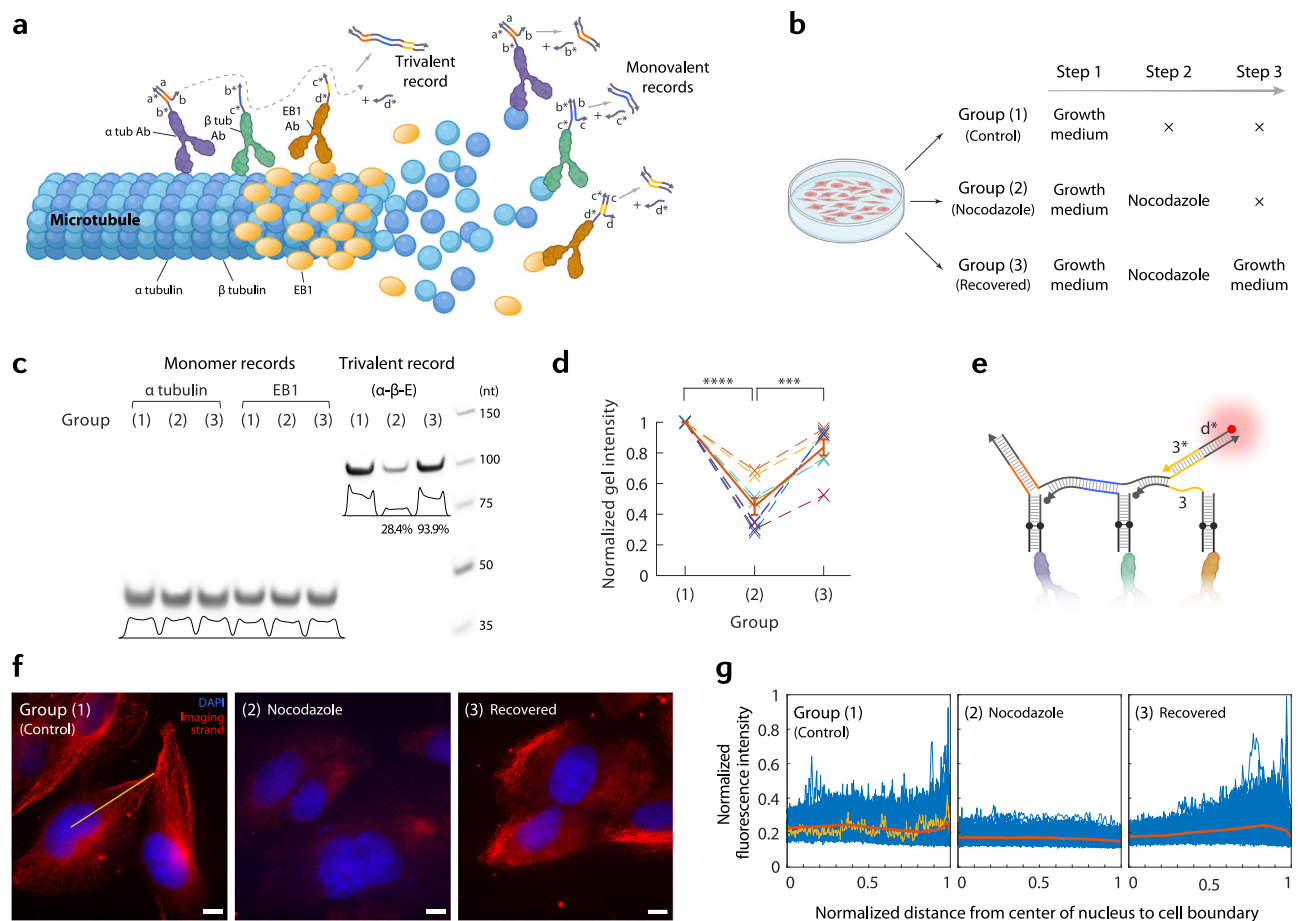 a
a
a*
b
b*
b*
c*
c*
d*
α tub Ab
β tub
Ab
EB1
Ab
+ d*
Trivalent
record
a
a*
b
b*
+ b*
Monovalent
records
b*
b
c*
c
+ c*
c*
c
d*
d
+ d*
Microtubule
α tubulin
β tubulin
EB1
b
Step 1
Step 2
Step 3
Group (1)
(Control)
Growth
medium
×
×
Group (2)
(Nocodazole)
Growth
medium
Nocodazole
×
Group (3)
(Recovered)
Growth
medium
Nocodazole
Growth
medium
c
Monomer records
Trivalent record
α tubulin
EB1
(α-β-E)
(nt)
Group
(1)
(2)
(3)
(1)
(2)
(3)
(1)
(2)
(3)
150
100
75
50
35
28.4%
93.9%
d
****
***
Normalized gel intensity
1
0.8
0.6
0.4
0.2
0
(1)
(2)
(3)
Group
e
3*
d*
3
f
Group (1)
(Control)
DAPI
Imaging
strand
(2) Nocodazole
(3) Recovered
g
Normalized
fluorescence intensity
1
0.8
0.6
0.4
0.2
0
Group (1)
(Control)
(2) Nocodazole
(3) Recovered
0
0.5
1
0
0.5
1
0
0.5
1
Normalized distance from center of nucleus to cell boundary